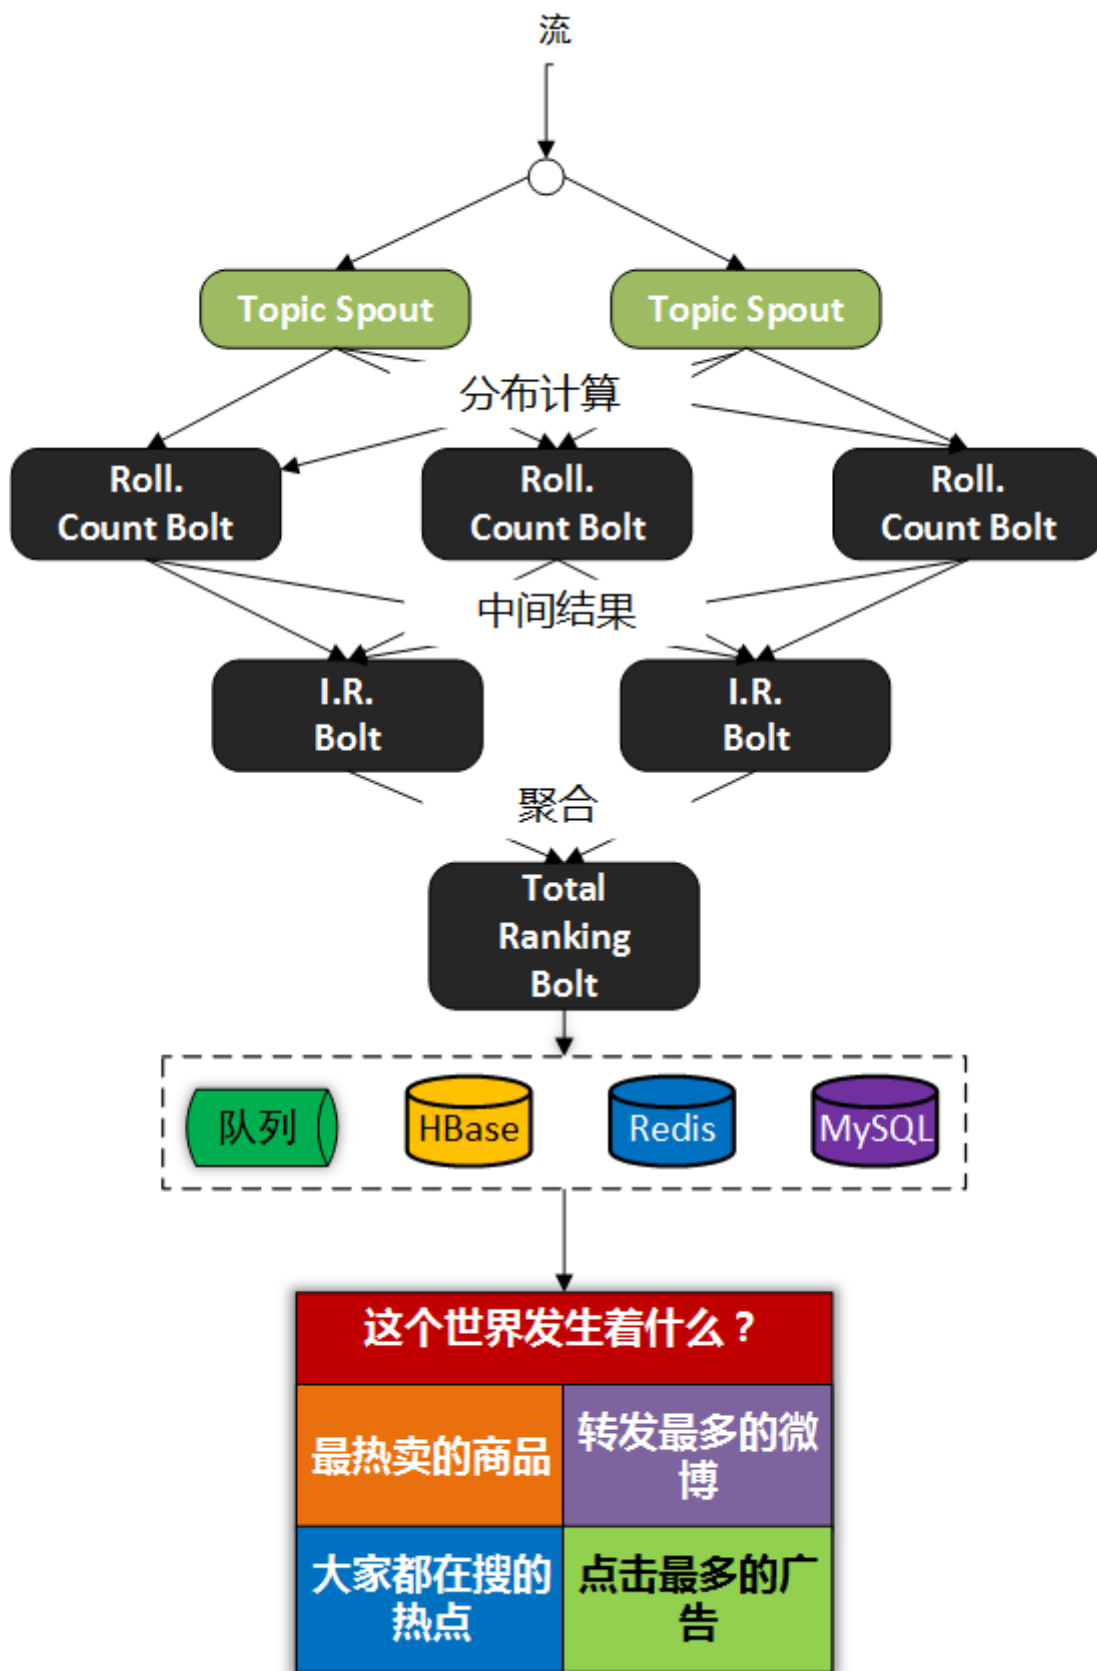 流
Topic Spout
Topic Spout
分布计算
Roll.
Count Bolt
Roll.
Count Bolt
Roll.
Count Bolt
中间结果
I.R.
Bolt
I.R.
Bolt
聚合
Total
Ranking
Bolt
队列
HBase
Redis
MySQL
这个世界发生着什么？
最热卖的商品
转发最多的微
博
大家都在搜的
热点
点击最多的广
告